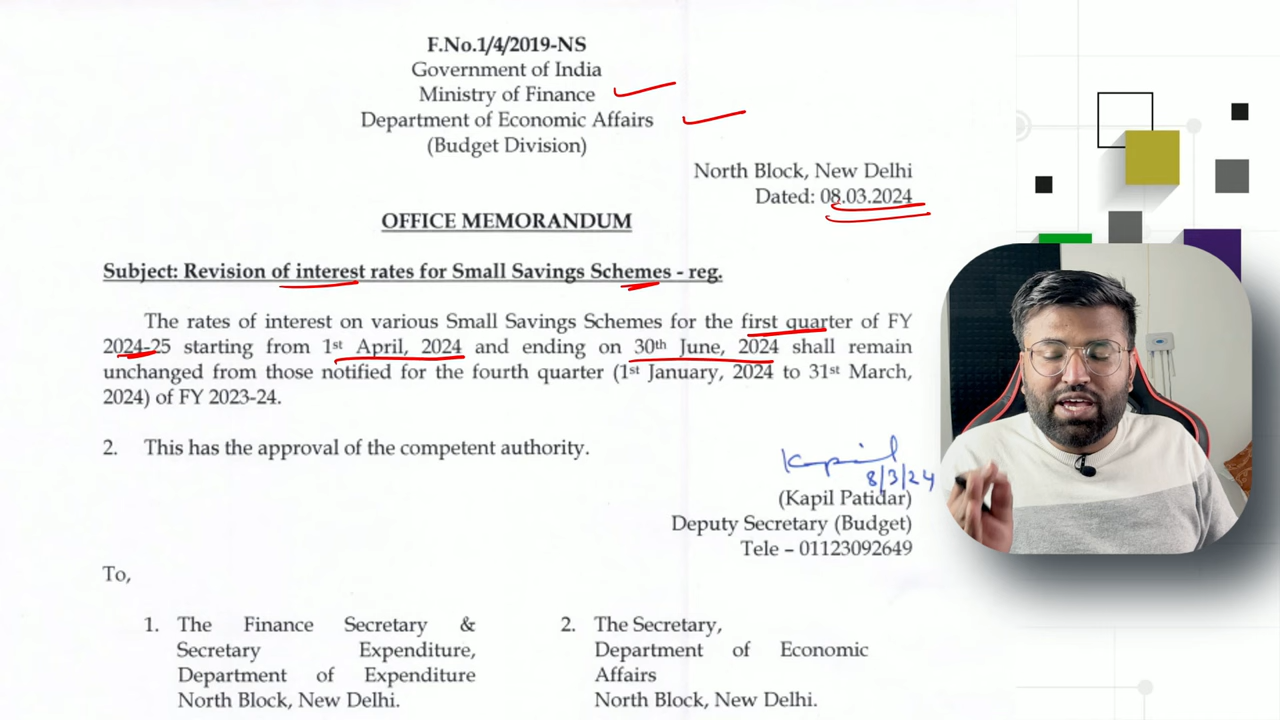 F.No.1/4/2019-NS
Government of India
Ministry of Finance
Department of Economic Affairs
(Budget Division)
North Block, New Delhi
Dated: 08.03.2024
OFFICE MEMORANDUM
Subject: Revision of interest rates for Small Savings Schemes - reg.
The rates of interest on various Small Savings Schemes for the first quarter of FY
2024-25 starting from 1st April, 2024 and ending on 30th June, 2024 shall remain
unchanged from those notified for the fourth quarter (1st January, 2024 to 31st March,
2024) of FY 2023-24.
2. This has the approval of the competent authority.
Kapil
8/3/24
(Kapil Patidar)
Deputy Secretary (Budget)
Tele – 01123092649
To,
1. The Finance Secretary &
Secretary Expenditure,
Department of Expenditure
North Block, New Delhi.
2. The Secretary,
Department of Economic
Affairs
North Block, New Delhi.